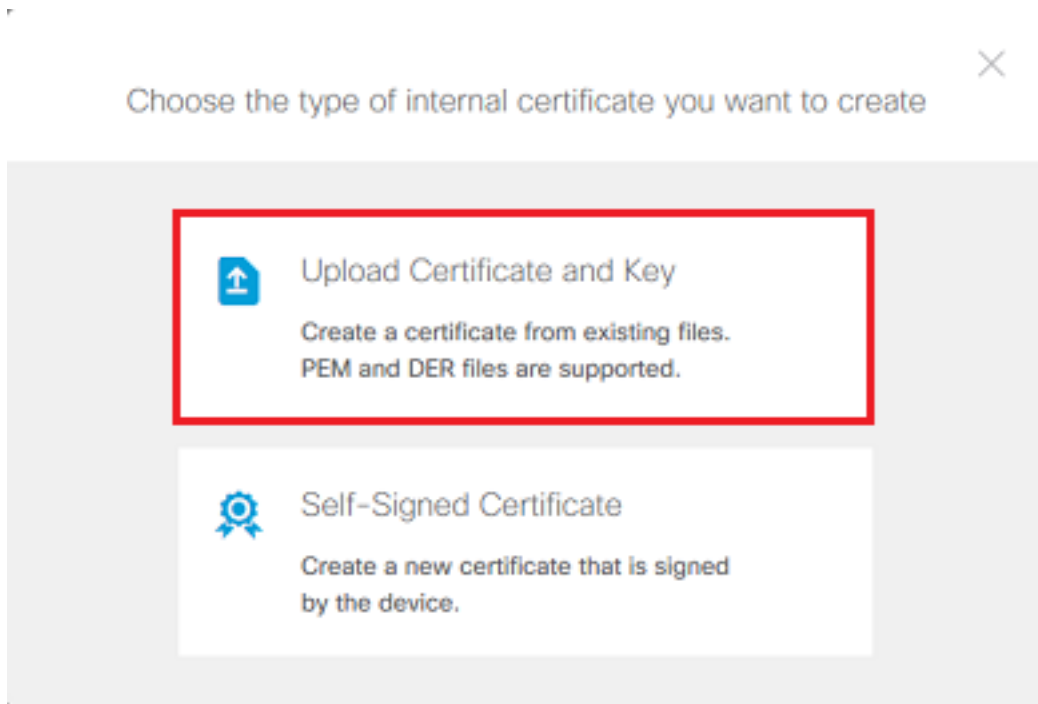 Choose the type of internal certificate you want to create
Upload Certificate and Key
Create a certificate from existing files.
PEM and DER files are supported.
Self-Signed Certificate
Create a new certificate that is signed
by the device.